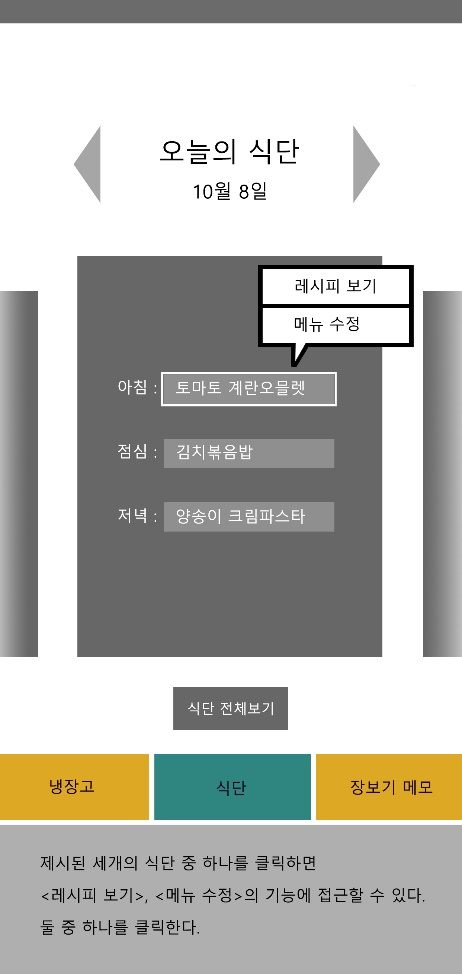 오늘의 식단
10월 8일
레시피 보기
메뉴 수정
아침 : 토마토 계란오믈렛
점심 : 김치볶음밥
저녁 : 양송이 크림파스타
식단 전체보기
냉장고 식단 장보기 메모
제시된 세개의 식단 중 하나를 클릭하면
<레시피 보기>, <메뉴 수정>의 기능에 접근할 수 있다.
둘 중 하나를 클릭한다.